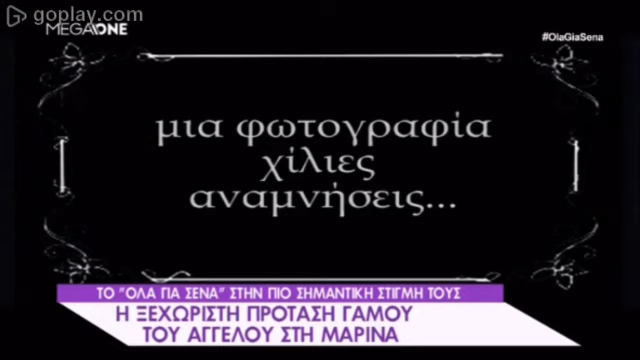 goplay.com
MEGAONE
#OlaGiaSena
μια φωτογραφία
χίλιες
αναμνήσεις...
ΤΟ "ΟΛΑ ΓΙΑ ΣΕΝΑ" ΣΤΗΝ ΠΙΟ ΣΗΜΑΝΤΙΚΗ ΣΤΙΓΜΗ ΤΟΥΣ
Η ΞΕΧΩΡΙΣΤΗ ΠΡΟΤΑΣΗ ΓΑΜΟΥ
ΤΟΥ ΑΓΓΕΛΟΥ ΣΤΗ ΜΑΡΙΝΑ